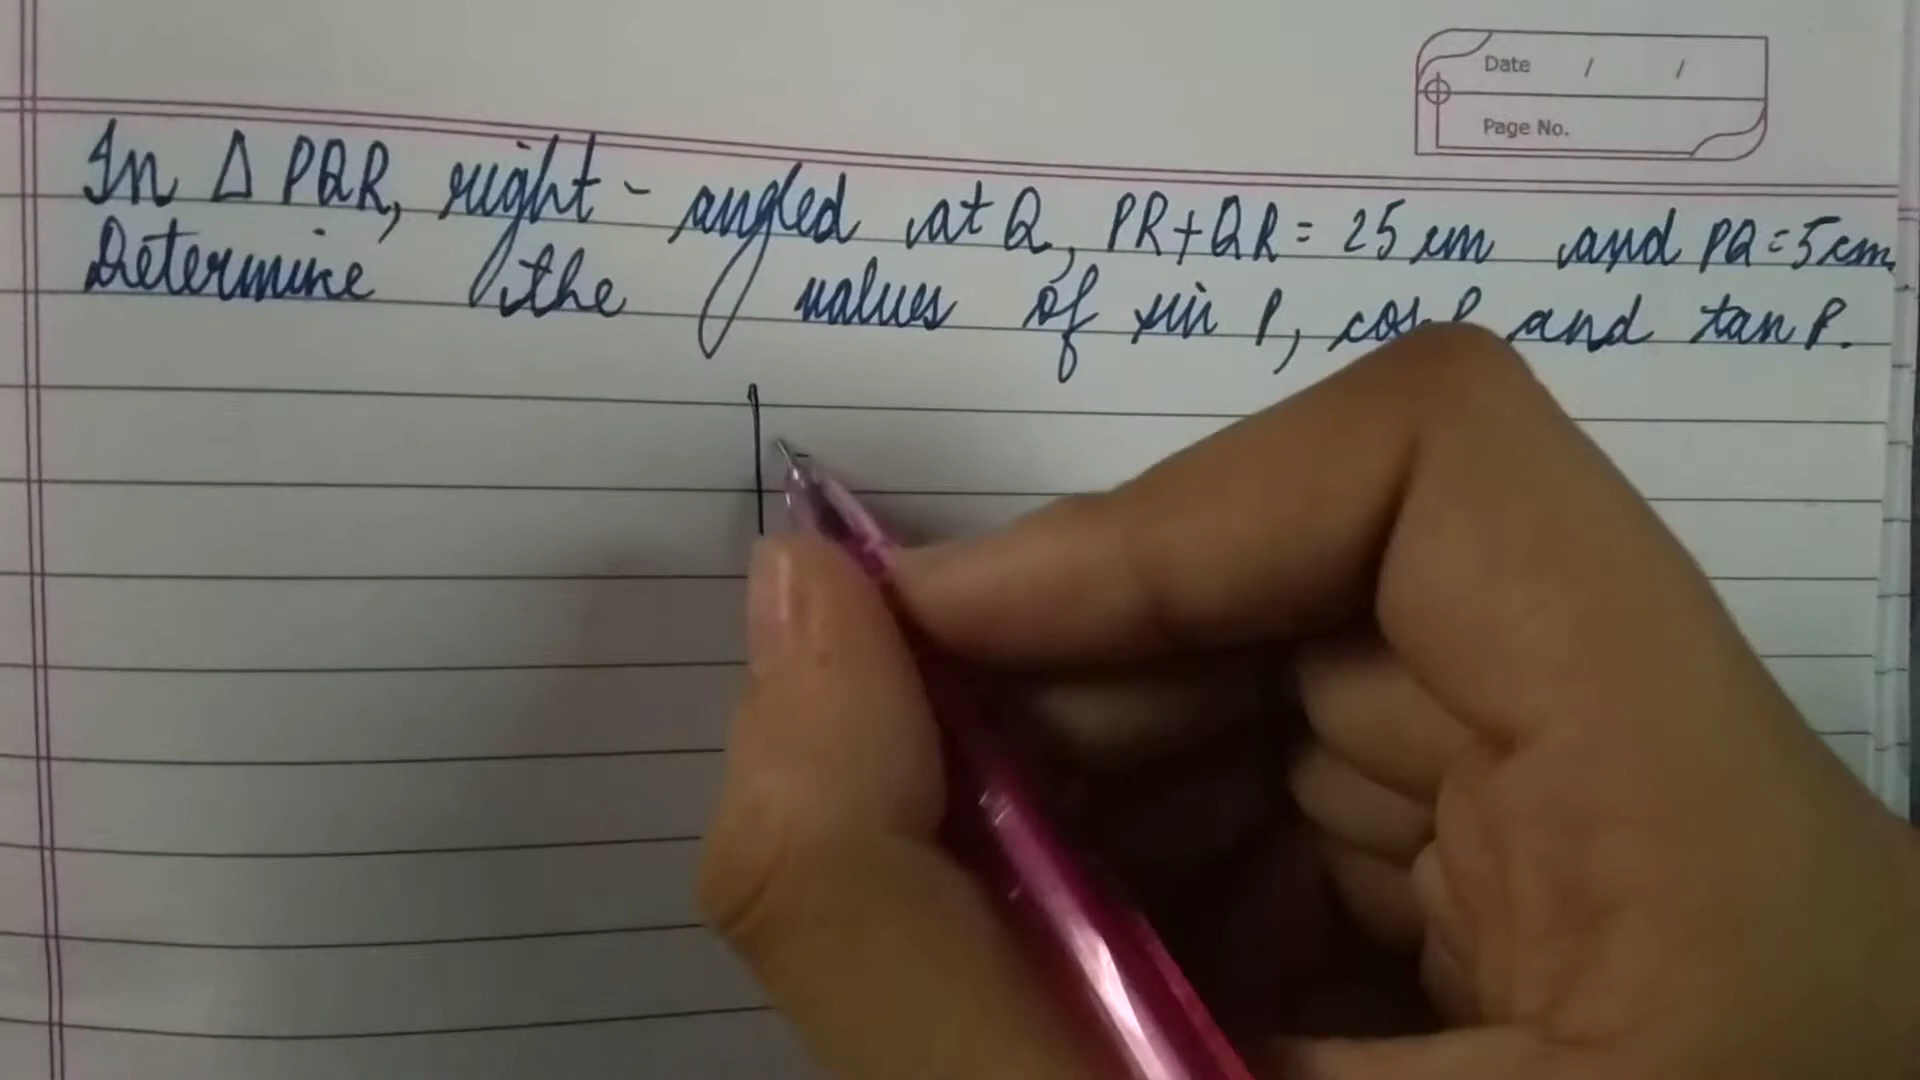 Date / /
Page No.
In Δ PQR, right - angled at Q, PR+QR = 25 cm and PQ = 5 cm.
Determine the values of sin P, cos P and tan P.